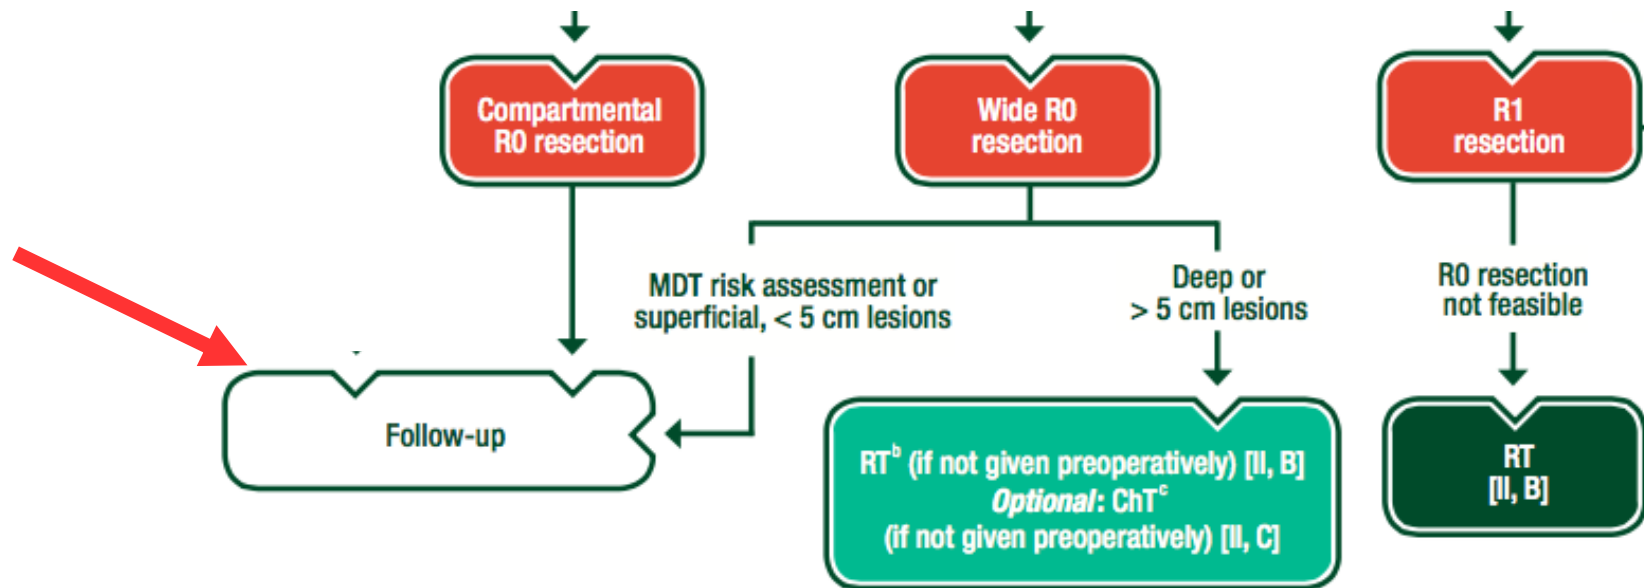 Compartmental
R0 resection
Wide R0
resection
R1
resection
MDT risk assessment or
superficial, < 5 cm lesions
Deep or
> 5 cm lesions
R0 resection
not feasible
Follow-up
RTᵇ (if not given preoperatively) [II, B]
Optional: ChTᶜ
(if not given preoperatively) [II, C]
RT
[II, B]